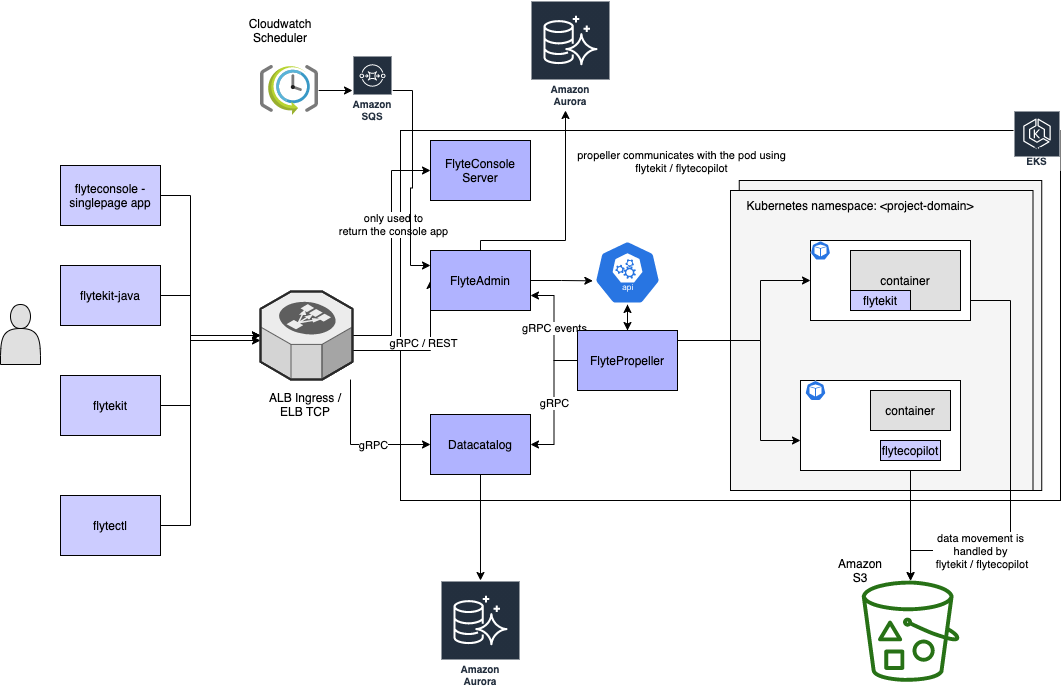 Cloudwatch
Scheduler
Amazon
SQS
Amazon
Aurora
EKS
propeller communicates with the pod using
flytekit / flytecopilot
flyteconsole -
singlepage app
FlyteConsole
Server
only used to
return the console app
Kubernetes namespace: <project-domain>
flytekit-java
FlyteAdmin
api
container
flytekit
gRPC events
gRPC / REST
FlytePropeller
ALB Ingress /
ELB TCP
flytekit
gRPC
container
gRPC
Datacatalog
flytecopilot
flytectl
data movement is
handled by
flytekit / flytecopilot
Amazon
S3
Amazon
Aurora